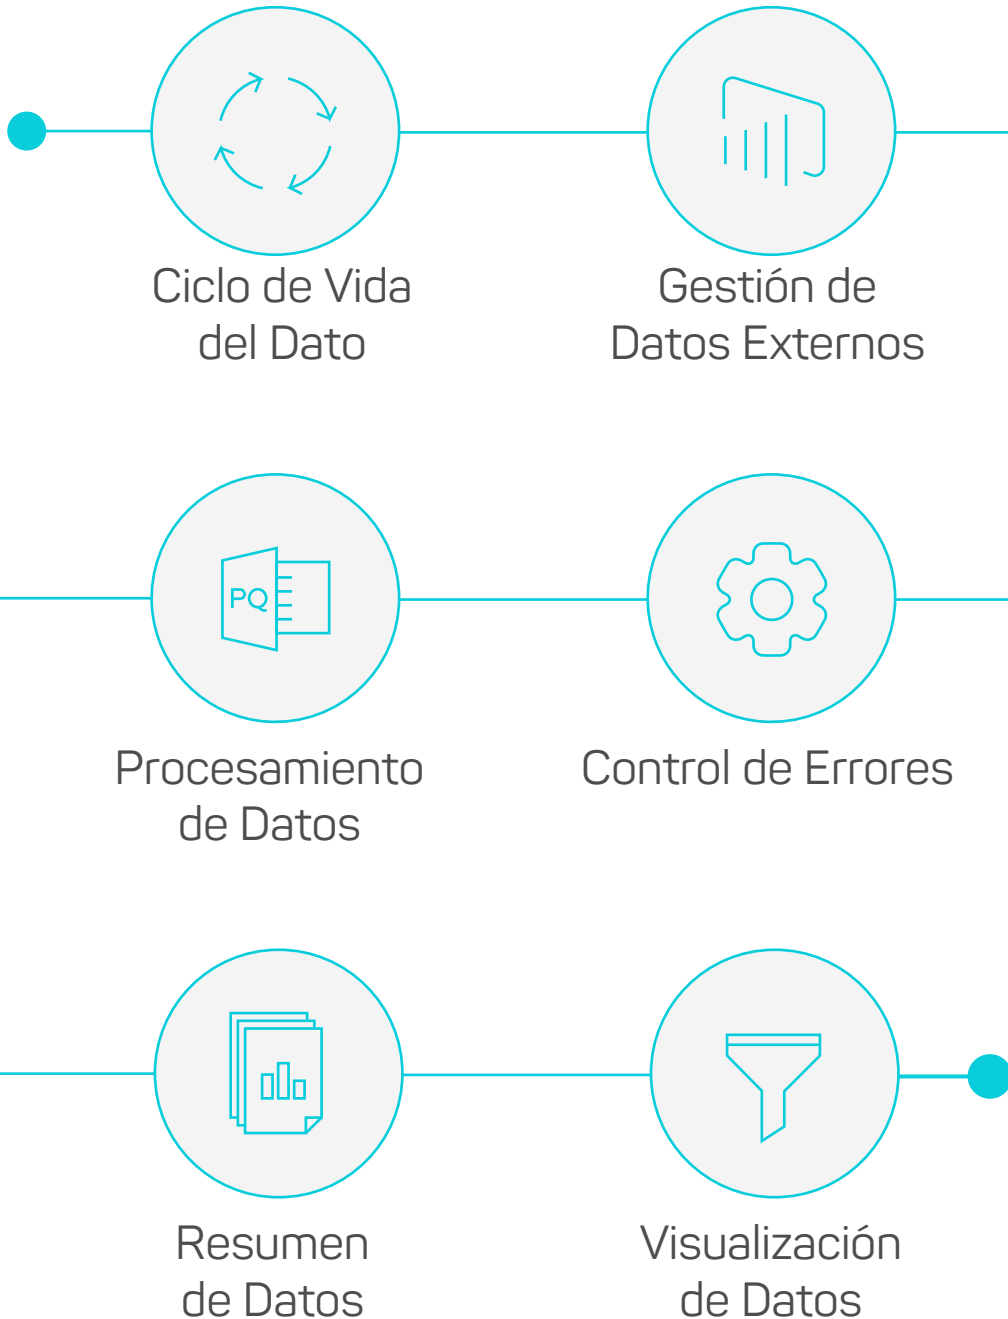 Ciclo de Vida
del Dato
Gestión de
Datos Externos
PQ
Procesamiento
de Datos
Control de Errores
Resumen
de Datos
Visualización
de Datos